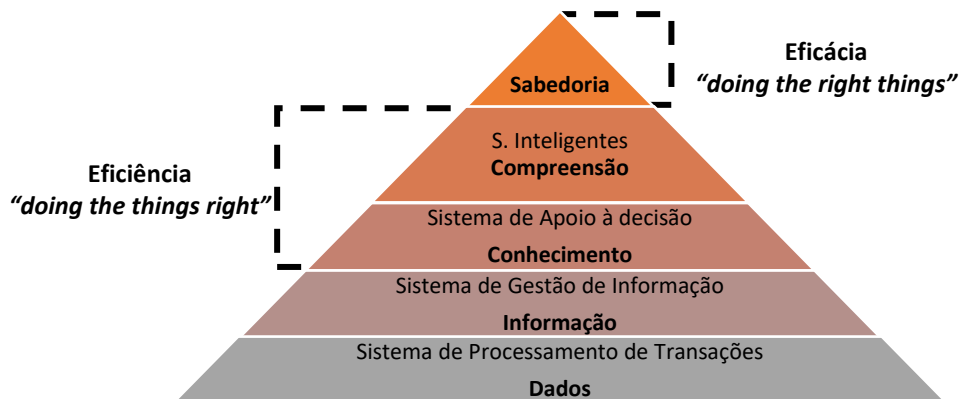 Eficácia
“doing the right things”
Sabedoria
S. Inteligentes
Compreensão
Eficiência
“doing the things right”
Sistema de Apoio à decisão
Conhecimento
Sistema de Gestão de Informação
Informação
Sistema de Processamento de Transações
Dados